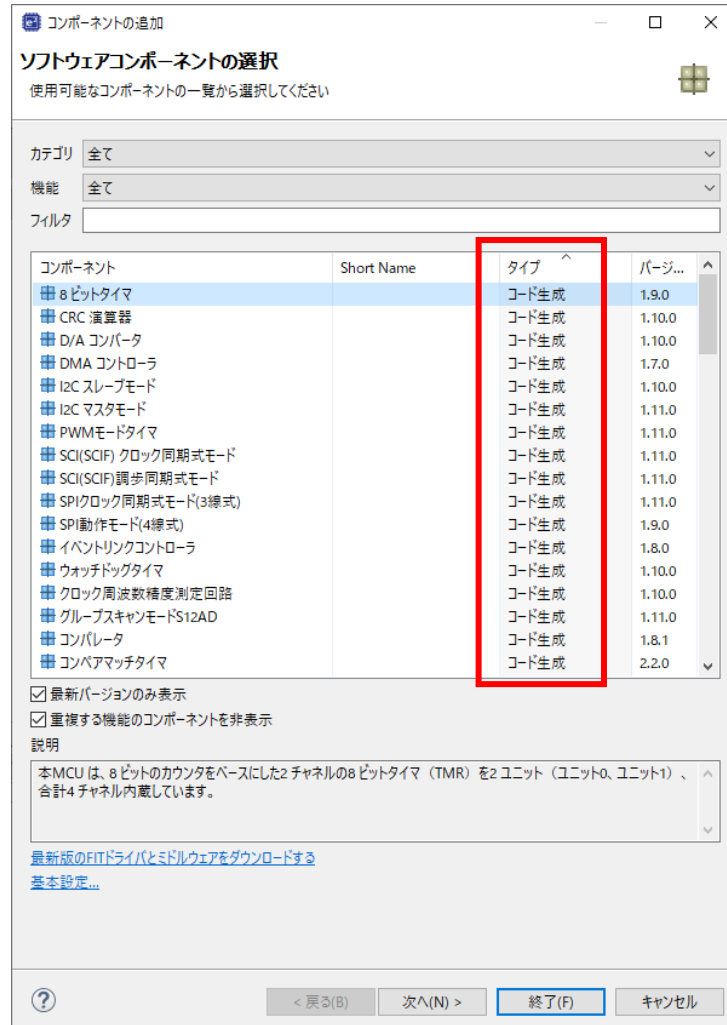 コンポーネントの追加
ソフトウェアコンポーネントの選択
使用可能なコンポーネントの一覧から選択してください
カテゴリ 全て
機能 全て
フィルタ
コンポーネント Short Name タイプ バージ...
8 ビットタイマ コード生成 1.9.0
CRC 演算器 コード生成 1.10.0
D/A コンバータ コード生成 1.10.0
DMA コントローラ コード生成 1.7.0
I2C スレーブモード コード生成 1.10.0
I2C マスタモード コード生成 1.11.0
PWMモードタイマ コード生成 1.11.0
SCI(SCIF) クロック同期式モード コード生成 1.11.0
SCI(SCIF)調歩同期式モード コード生成 1.11.0
SPIクロック同期式モード(3線式) コード生成 1.11.0
SPI動作モード(4線式) コード生成 1.9.0
イベントリンクコントローラ コード生成 1.8.0
ウォッチドッグタイマ コード生成 1.10.0
クロック周波数精度測定回路 コード生成 1.10.0
グループスキャンモードS12AD コード生成 1.11.0
コンパレータ コード生成 1.8.1
コンペアマッチタイマ コード生成 2.2.0
最新バージョンのみ表示
重複する機能のコンポーネントを非表示
説明
本MCU は、8 ビットのカウンタをベースにした2 チャネルの8 ビットタイマ（TMR）を2 ユニット（ユニット0、ユニット1）、
合計4 チャネル内蔵しています。
最新版のFITドライバとミドルウェアをダウンロードする
基本設定...
< 戻る(B) 次へ(N) > 終了(F) キャンセル